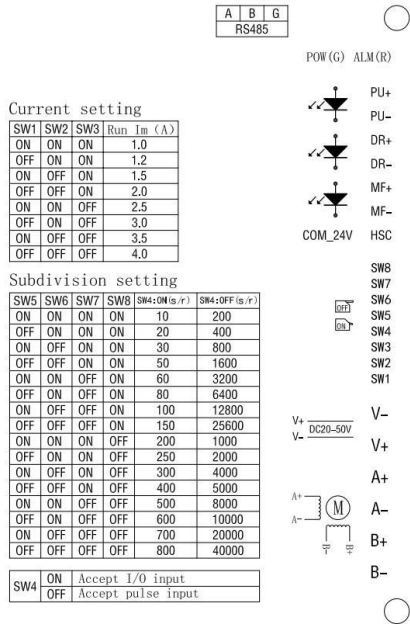 A B G
RS485
POW(G) ALM(R)
PU+
PU-
DR+
DR-
MF+
MF-
COM_24V HSC
Current setting
SW1 SW2 SW3 Run Im (A)
ON ON ON 1.0
OFF ON ON 1.2
ON OFF ON 1.5
OFF OFF ON 2.0
ON ON OFF 2.5
OFF ON OFF 3.0
ON OFF OFF 3.5
OFF OFF OFF 4.0
Subdivision setting
SW5 SW6 SW7 SW8 SW4:ON(s/r) SW4:OFF(s/r)
ON ON ON ON 10 200
OFF ON ON ON 20 400
ON OFF ON ON 30 800
OFF OFF ON ON 50 1600
ON ON OFF ON 60 3200
OFF ON OFF ON 80 6400
ON OFF OFF ON 100 12800
OFF OFF OFF ON 150 25600
ON ON ON OFF 200 1000
OFF ON ON OFF 250 2000
ON OFF ON OFF 300 4000
OFF OFF ON OFF 400 5000
ON ON OFF OFF 500 8000
OFF ON OFF OFF 600 10000
ON OFF OFF OFF 700 20000
OFF OFF OFF OFF 800 40000
SW4 ON Accept I/O input
OFF Accept pulse input
SW8
SW7
SW6
OFF
SW5
ON
SW4
SW3
SW2
SW1
V+
V-
DC20-50V
V-
V+
A+
A-
B+
B-
A+
A-
M
B-
B+